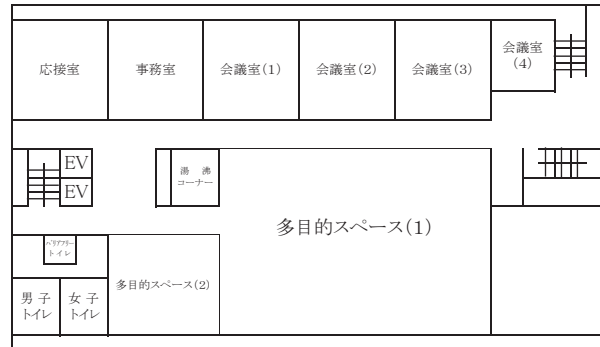 応接室
事務室
会議室(1)
会議室(2)
会議室(3)
会議室
(4)
EV
EV
湯 沸
コーナー
多目的スペース(1)
バリアフリー
トイレ
多目的スペース(2)
男 子
トイレ
女 子
トイレ